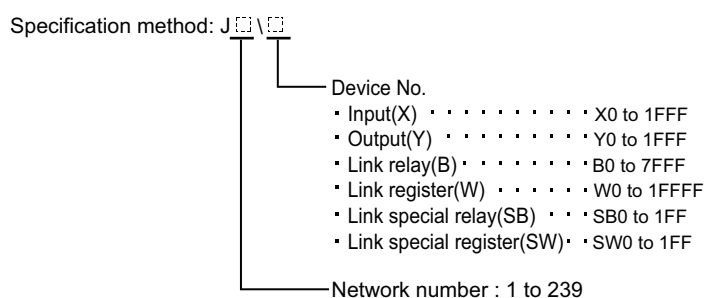 Specification method: J⬚\⬚
Device No.
· Input(X) · · · · · · · · · · · X0 to 1FFF
· Output(Y) · · · · · · · · · · Y0 to 1FFF
· Link relay(B) · · · · · · · · · B0 to 7FFF
· Link register(W) · · · · · · W0 to 1FFFF
· Link special relay(SB) · · · SB0 to 1FF
· Link special register(SW) · · SW0 to 1FF
Network number : 1 to 239